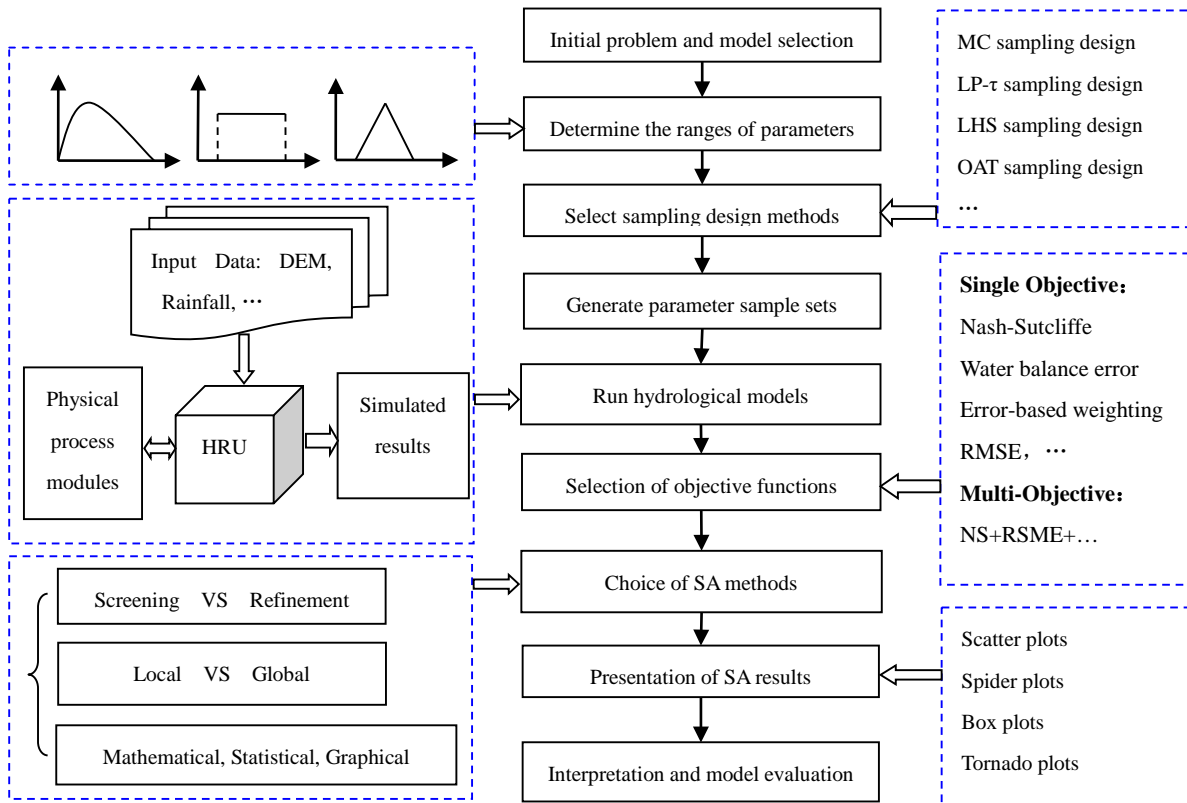 Initial problem and model selection
Determine the ranges of parameters
Select sampling design methods
Generate parameter sample sets
Run hydrological models
Selection of objective functions
Choice of SA methods
Presentation of SA results
Interpretation and model evaluation
Input Data: DEM,
Rainfall, …
Physical
process
modules
HRU
Simulated
results
Screening VS Refinement
Local VS Global
Mathematical, Statistical, Graphical
MC sampling design
LP-τ sampling design
LHS sampling design
OAT sampling design
…
Single Objective：
Nash-Sutcliffe
Water balance error
Error-based weighting
RMSE， …
Multi-Objective：
NS+RSME+…
Scatter plots
Spider plots
Box plots
Tornado plots